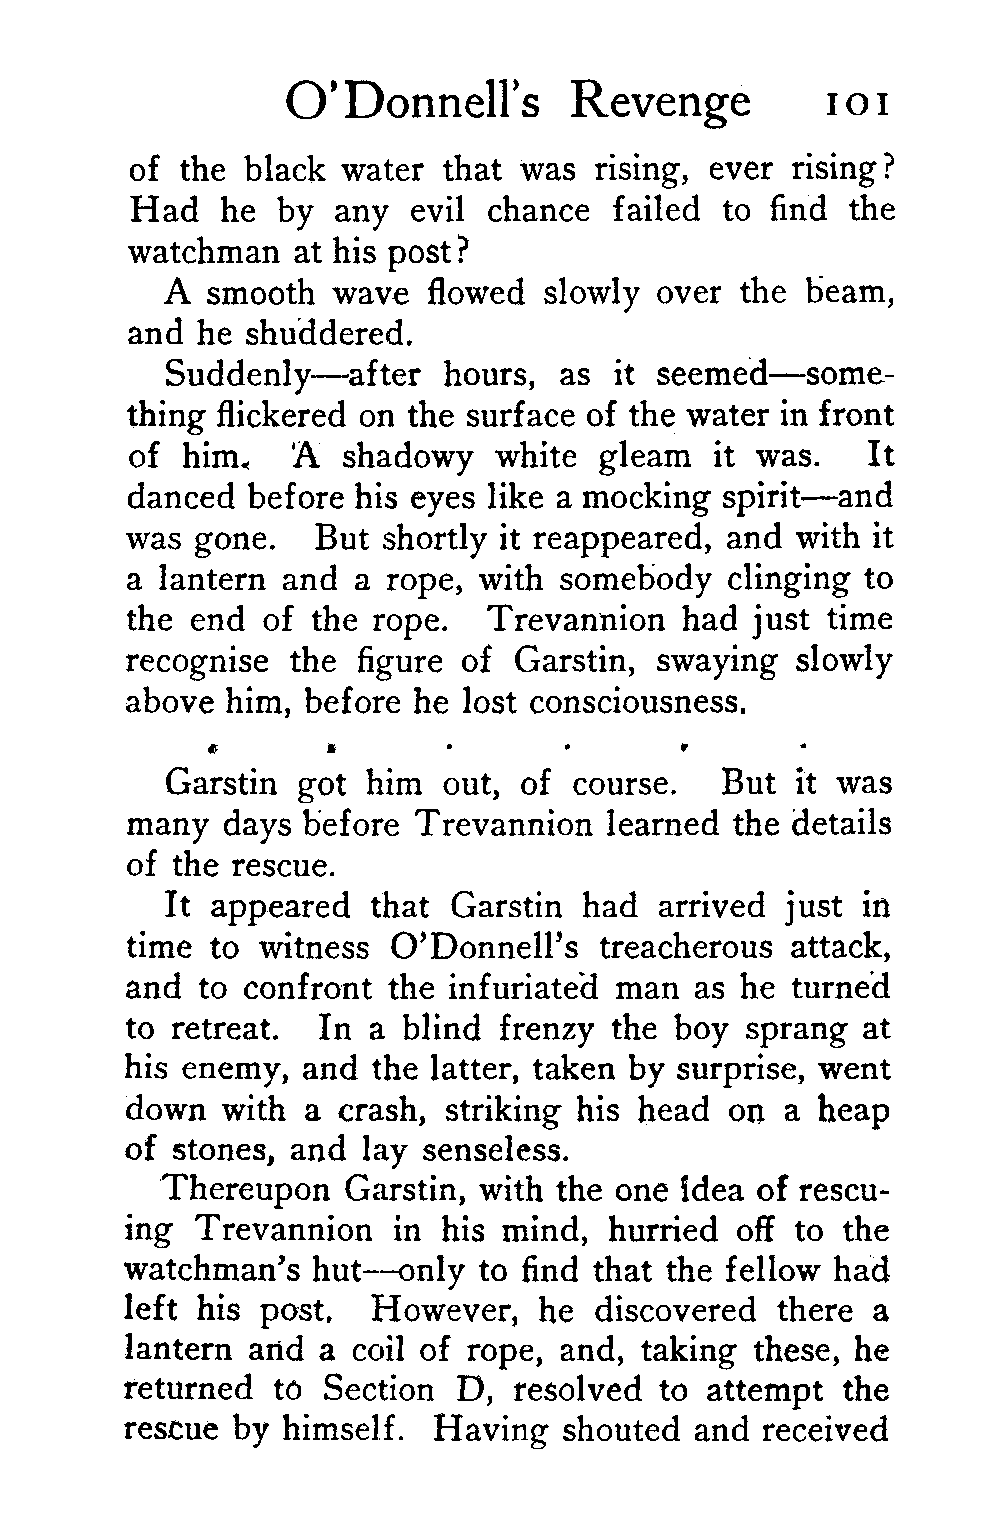 O'Donnell's Revenge 101
of the black water that was rising, ever rising?
Had he by any evil chance failed to find the
watchman at his post?
A smooth wave flowed slowly over the beam,
and he shuddered.
Suddenly—after hours, as it seemed—some-
thing flickered on the surface of the water in front
of him. A shadowy white gleam it was. It
danced before his eyes like a mocking spirit—and
was gone. But shortly it reappeared, and with it
a lantern and a rope, with somebody clinging to
the end of the rope. Trevannion had just time
recognise the figure of Garstin, swaying slowly
above him, before he lost consciousness.
. . . . . .
Garstin got him out, of course. But it was
many days before Trevannion learned the details
of the rescue.
It appeared that Garstin had arrived just in
time to witness O'Donnell's treacherous attack,
and to confront the infuriated man as he turned
to retreat. In a blind frenzy the boy sprang at
his enemy, and the latter, taken by surprise, went
down with a crash, striking his head on a heap
of stones, and lay senseless.
Thereupon Garstin, with the one idea of rescu-
ing Trevannion in his mind, hurried off to the
watchman's hut—only to find that the fellow had
left his post. However, he discovered there a
lantern and a coil of rope, and, taking these, he
returned to Section D, resolved to attempt the
rescue by himself. Having shouted and received